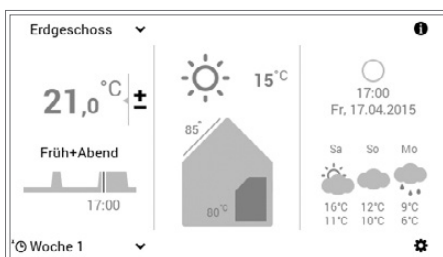 Erdgeschoss
21,0 °C ±
Früh+Abend
17:00
Woche 1
15°C
85°
80°C
17:00
Fr, 17.04.2015
Sa So Mo
16°C 12°C 9°C
11°C 10°C 6°C